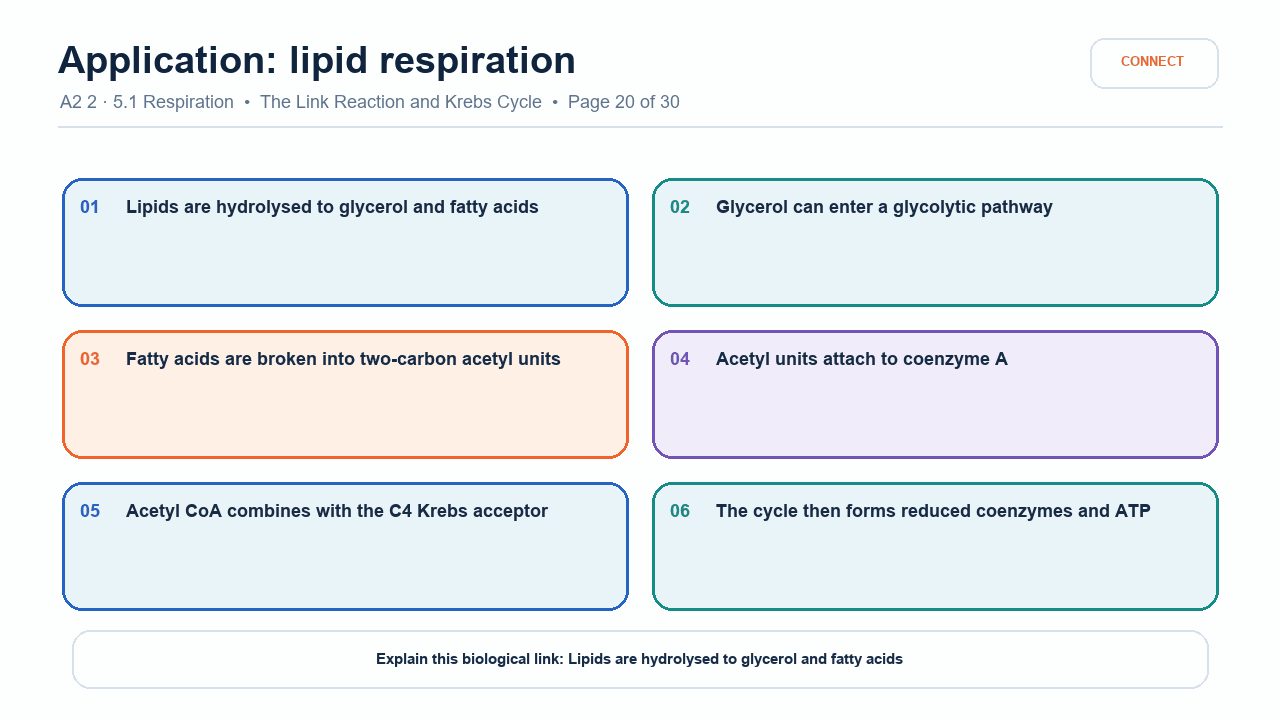 Application: lipid respiration
CONNECT
A2 2 · 5.1 Respiration • The Link Reaction and Krebs Cycle • Page 20 of 30
01 Lipids are hydrolysed to glycerol and fatty acids
02 Glycerol can enter a glycolytic pathway
03 Fatty acids are broken into two-carbon acetyl units
04 Acetyl units attach to coenzyme A
05 Acetyl CoA combines with the C4 Krebs acceptor
06 The cycle then forms reduced coenzymes and ATP
Explain this biological link: Lipids are hydrolysed to glycerol and fatty acids